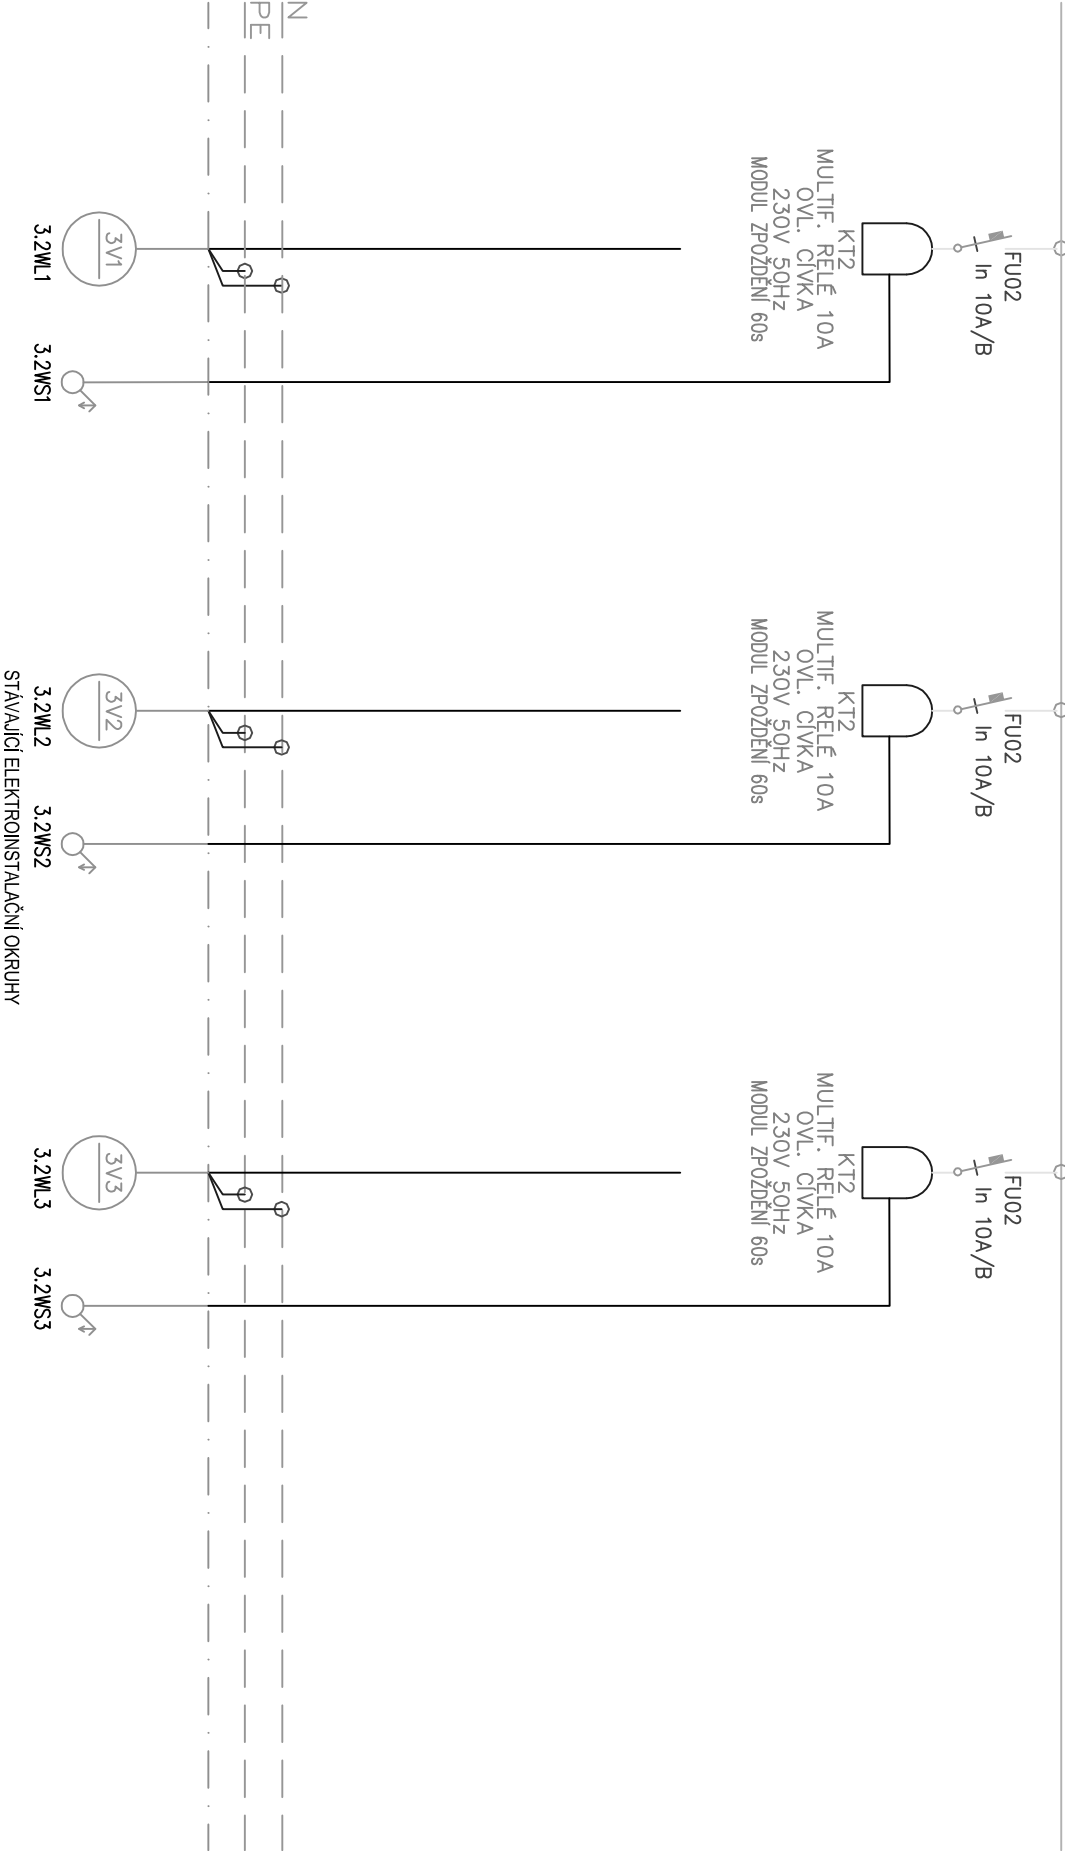 FU02
In 10A/B
KT2
MULTIF. RELÉ 10A
OVL. CÍVKA
230V 50Hz
MODUL ZPOŽDĚNÍ 60s
FU02
In 10A/B
KT2
MULTIF. RELÉ 10A
OVL. CÍVKA
230V 50Hz
MODUL ZPOŽDĚNÍ 60s
FU02
In 10A/B
KT2
MULTIF. RELÉ 10A
OVL. CÍVKA
230V 50Hz
MODUL ZPOŽDĚNÍ 60s
N
PE
3V1
3V2
3V3
3.2WL1
3.2WS1
3.2WL2
3.2WS2
3.2WL3
3.2WS3
STÁVAJÍCÍ ELEKTROINSTALAČNÍ OKRUHY